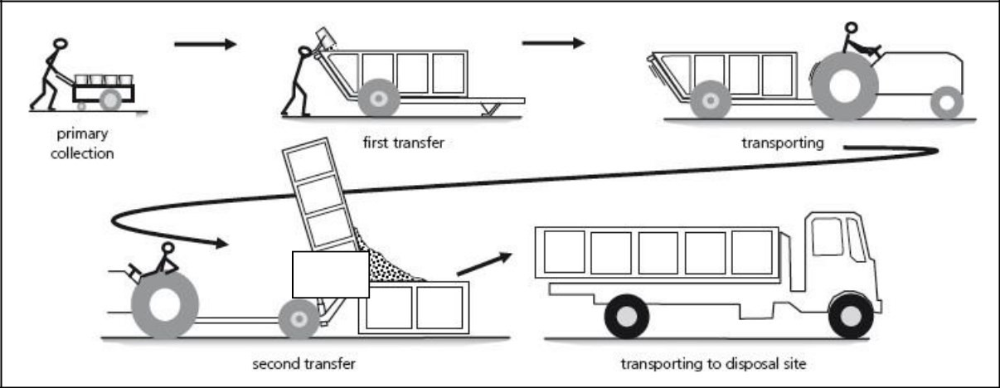 primary
collection
first transfer
transporting
second transfer
transporting to disposal site